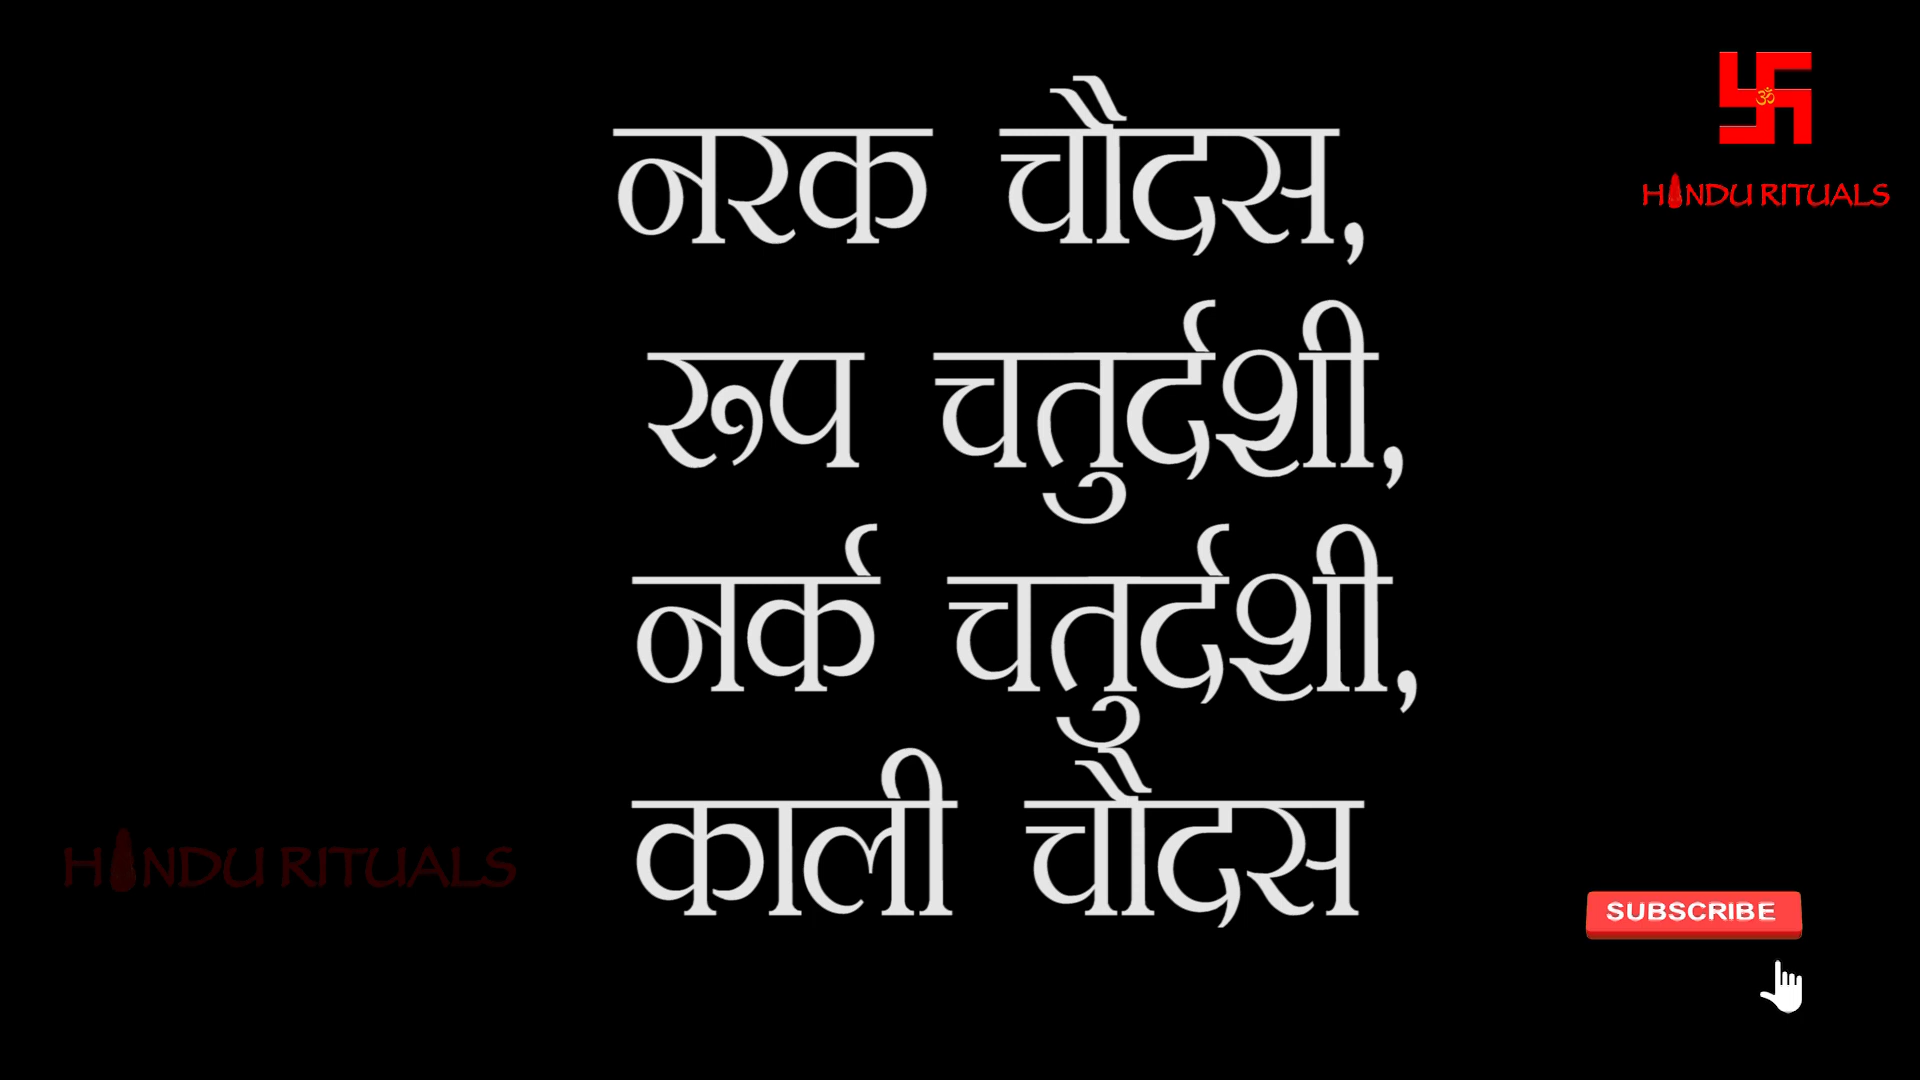 नरक चौदस,
रूप चतुर्दशी,
नर्क चतुर्दशी,
काली चौदस
ॐ
HINDU RITUALS
HINDU RITUALS
SUBSCRIBE